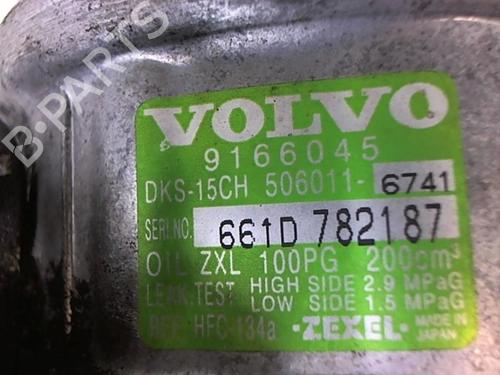 B-PARTS
VOLVO
9166045
DKS-15CH 506011-6741
SERI.NO. 661D 782187
OIL ZXL 100PG 200cm³
LEAK.TEST HIGH SIDE 2.9 MPaG
LOW SIDE 1.5 MPaG
REF HFC-134a ·ZEXEL· MADE IN
JAPAN